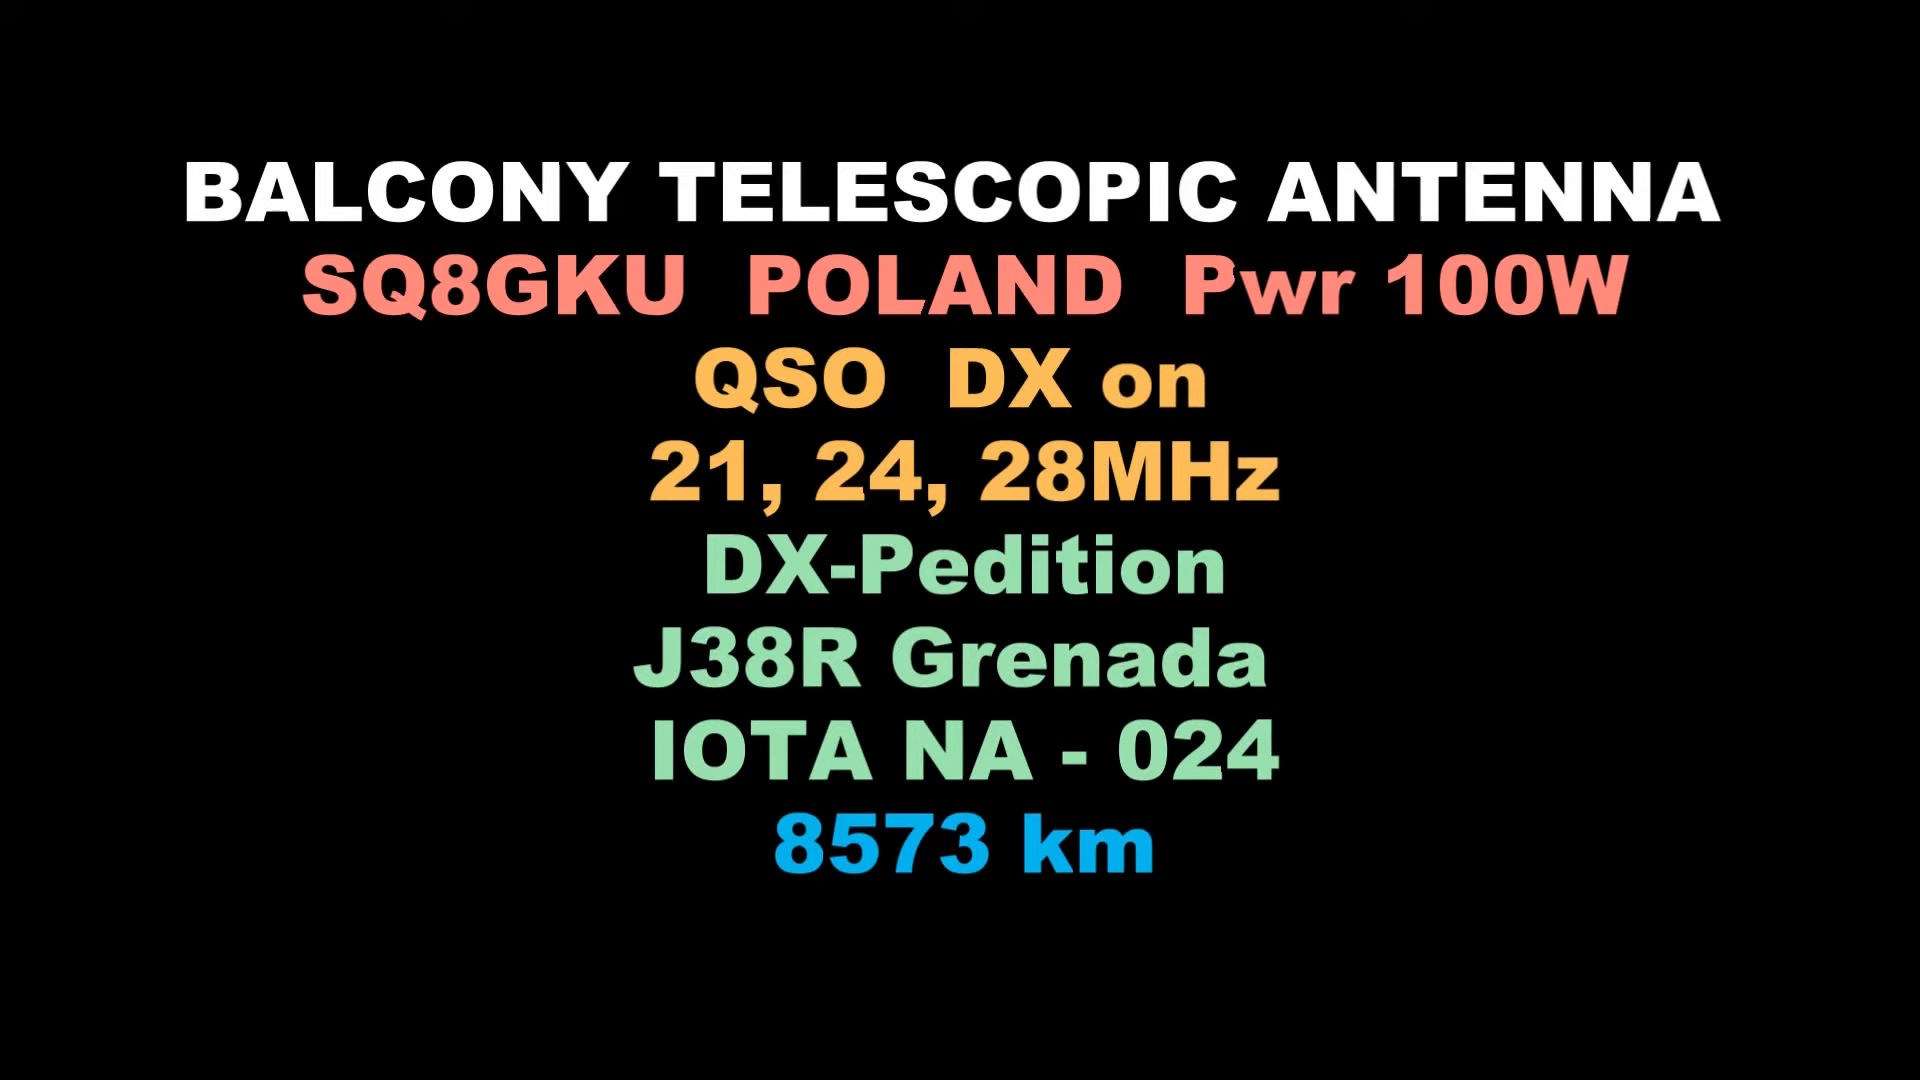 BALCONY TELESCOPIC ANTENNA
SQ8GKU POLAND Pwr 100W
QSO DX on
21, 24, 28MHz
DX-Pedition
J38R Grenada
IOTA NA - 024
8573 km